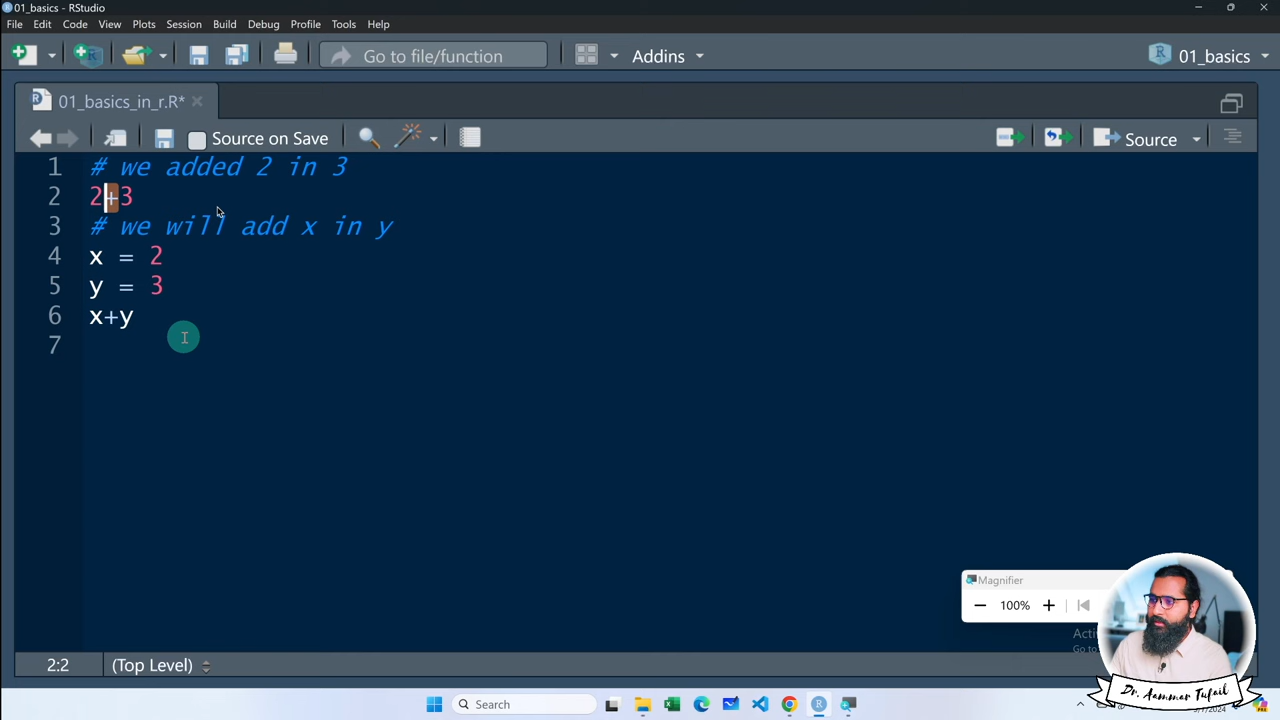 01_basics - RStudio
File Edit Code View Plots Session Build Debug Profile Tools Help
Go to file/function Addins 01_basics
01_basics_in_r.R*
Source on Save Source
1 # we added 2 in 3
2 2+3
3 # we will add x in y
4 x = 2
5 y = 3
6 x+y
7
Magnifier
100%
2:2 (Top Level)
Dr. Aammar Tufail
Search